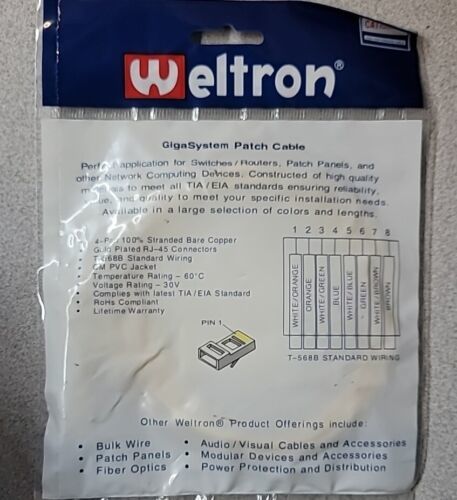 Weltron®
GigaSystem Patch Cable
Perfect application for Switches/Routers, Patch Panels, and
other Network Computing Devices. Constructed of high quality
materials to meet all TIA/EIA standards ensuring reliability,
and quality to meet your specific installation needs.
Available in a large selection of colors and lengths.
• 4-Pair 100% Stranded Bare Copper
• Gold Plated RJ-45 Connectors
• T-568B Standard Wiring
• CM PVC Jacket
• Temperature Rating - 60°C
• Voltage Rating - 30V
• Complies with latest TIA/EIA Standard
• RoHS Compliant
• Lifetime Warranty
1 2 3 4 5 6 7 8
WHITE/ORANGE
ORANGE
WHITE/GREEN
BLUE
WHITE/BLUE
GREEN
WHITE/BROWN
BROWN
PIN 1
T-568B STANDARD WIRING
Other Weltron® Product Offerings include:
• Bulk Wire
• Patch Panels
• Fiber Optics
• Audio/Visual Cables and Accessories
• Modular Devices and Accessories
• Power Protection and Distribution